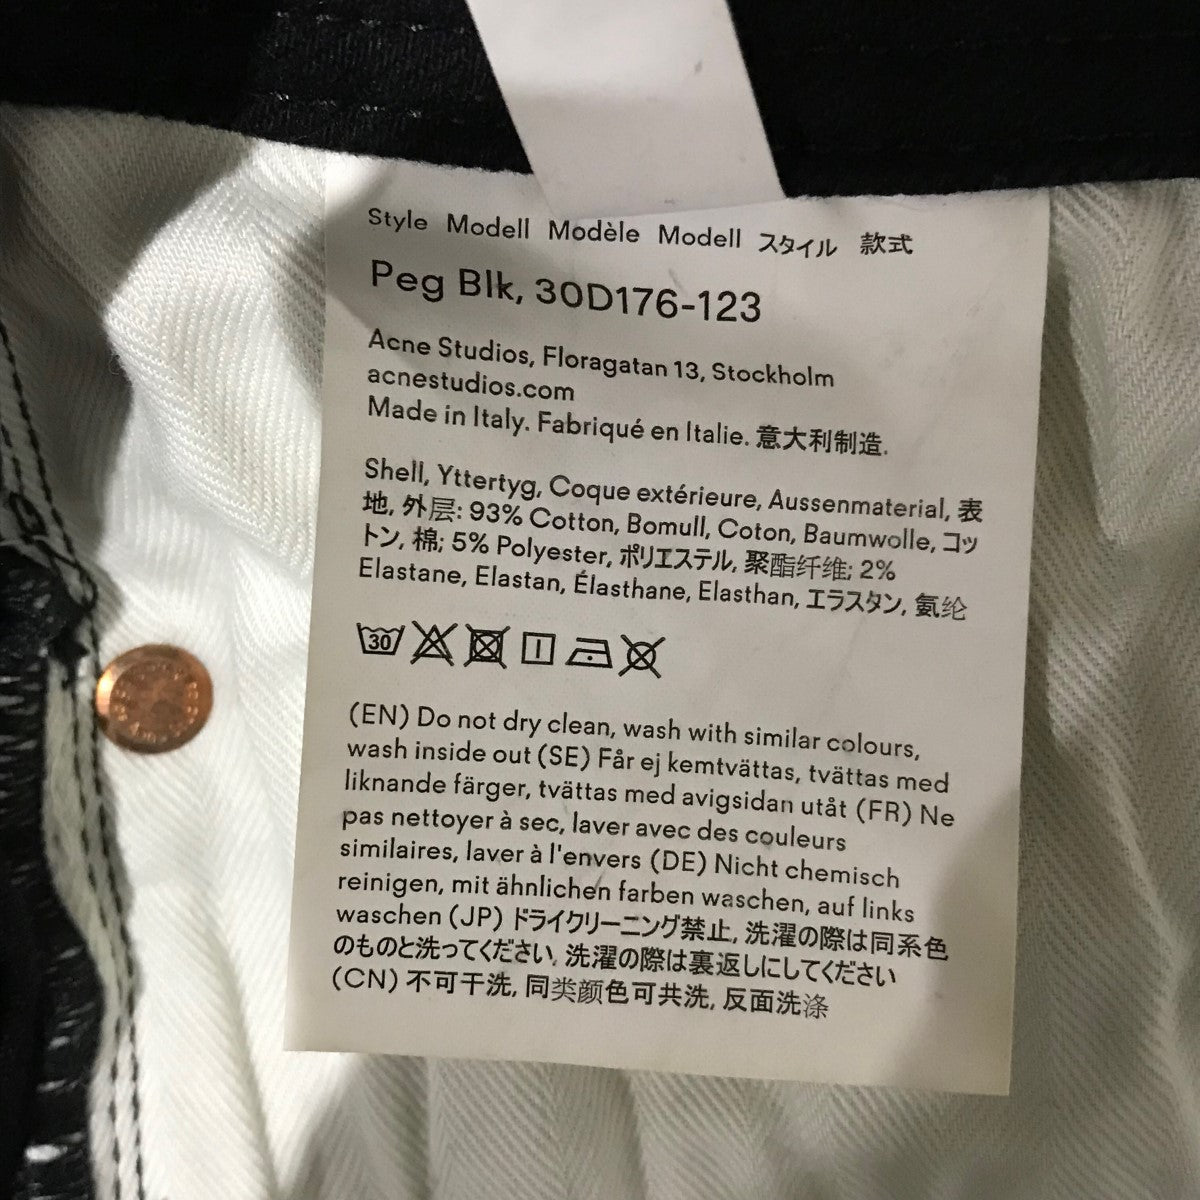 Style Modell Modèle Modell スタイル 款式
Peg Blk, 30D176-123
Acne Studios, Floragatan 13, Stockholm
acnestudios.com
Made in Italy. Fabriqué en Italie. 意大利制造.
Shell, Yttertyg, Coque extérieure, Aussenmaterial, 表
地, 外层: 93% Cotton, Bomull, Coton, Baumwolle, コッ
トン, 棉; 5% Polyester, ポリエステル, 聚酯纤维; 2%
Elastane, Elastan, Élasthane, Elasthan, エラスタン, 氨纶
30
(EN) Do not dry clean, wash with similar colours,
wash inside out (SE) Får ej kemtvättas, tvättas med
liknande färger, tvättas med avigsidan utåt (FR) Ne
pas nettoyer à sec, laver avec des couleurs
similaires, laver à l'envers (DE) Nicht chemisch
reinigen, mit ähnlichen farben waschen, auf links
waschen (JP) ドライクリーニング禁止, 洗濯の際は同系色
のものと洗ってください, 洗濯の際は裏返しにしてください
(CN) 不可干洗, 同类颜色可共洗, 反面洗涤